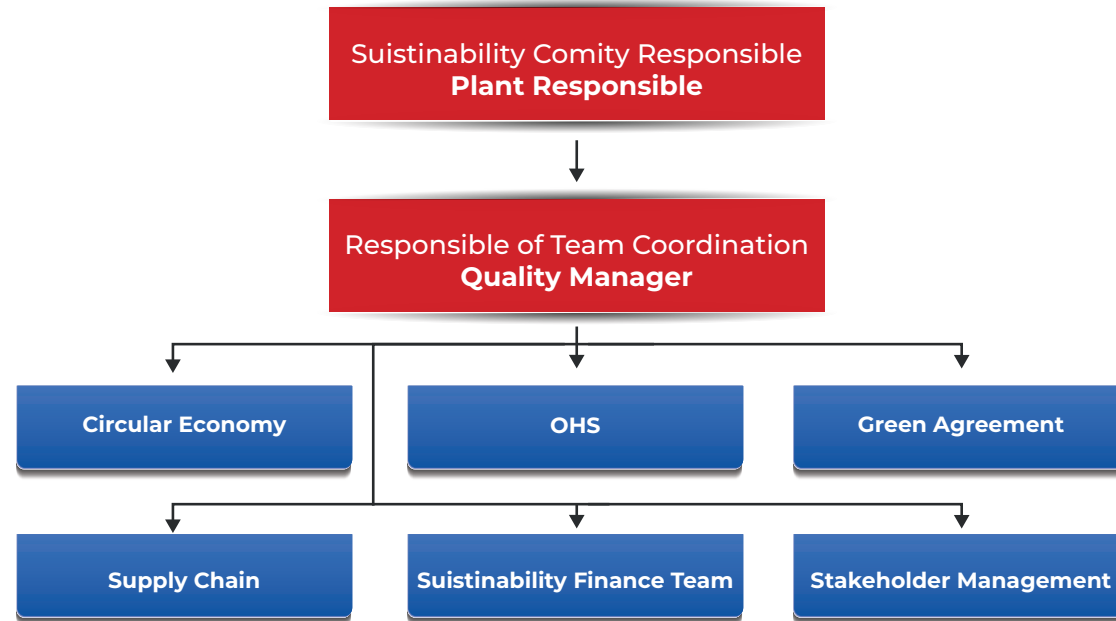 Suistinability Comity Responsible
Plant Responsible
Responsible of Team Coordination
Quality Manager
Circular Economy
OHS
Green Agreement
Supply Chain
Suistinability Finance Team
Stakeholder Management